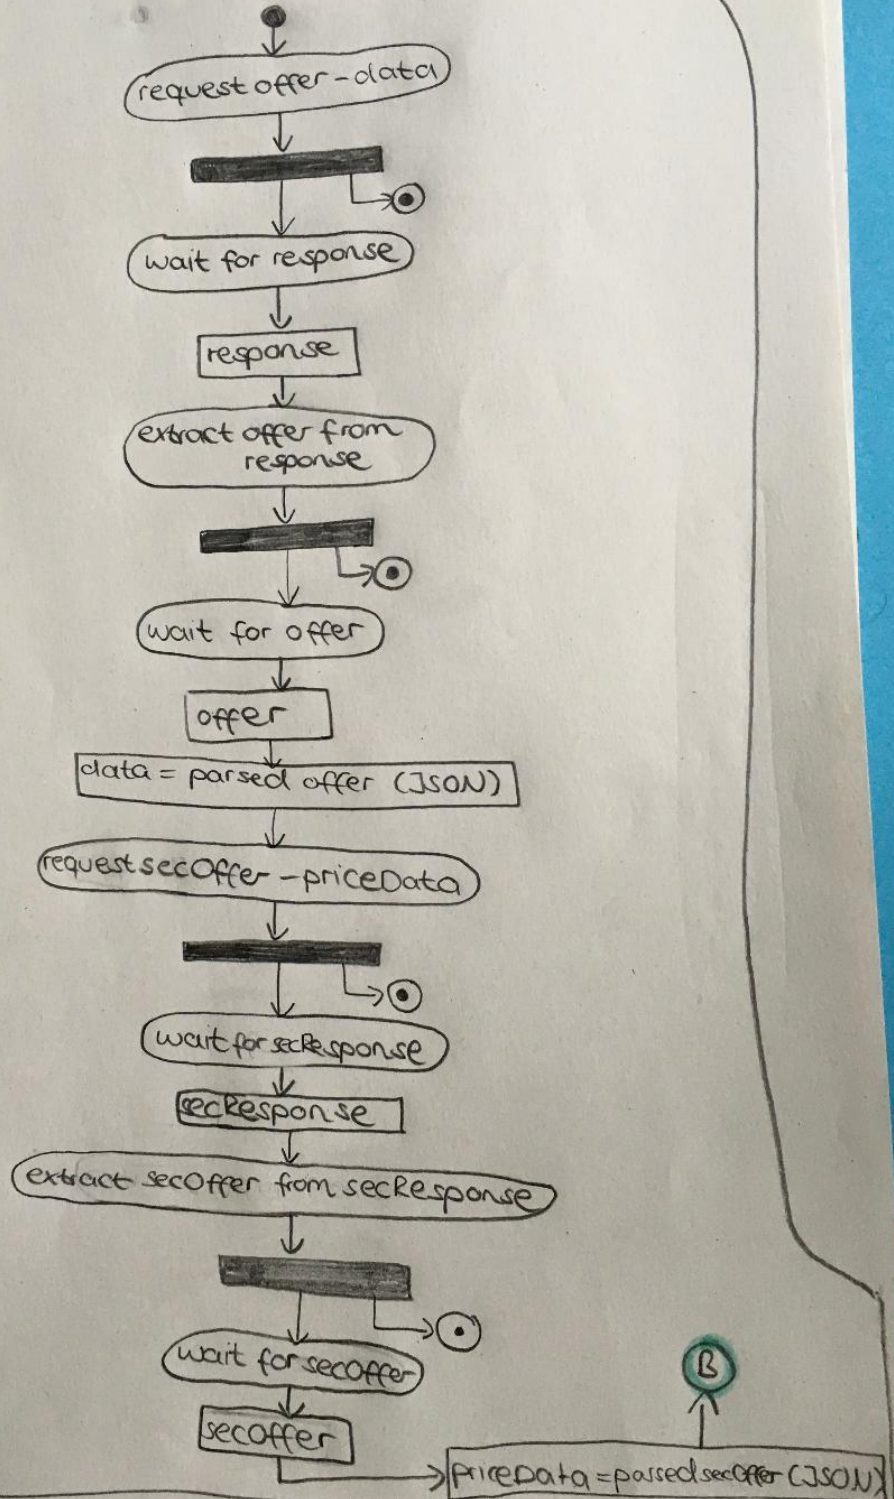 request offer-data
wait for response
response
extract offer from
response
wait for offer
offer
data = parsed offer (JSON)
request secOffer -priceData
wait for secResponse
secResponse
extract secOffer from secResponse
wait for secOffer
secOffer
B
priceData = parsed secOffer (JSON)